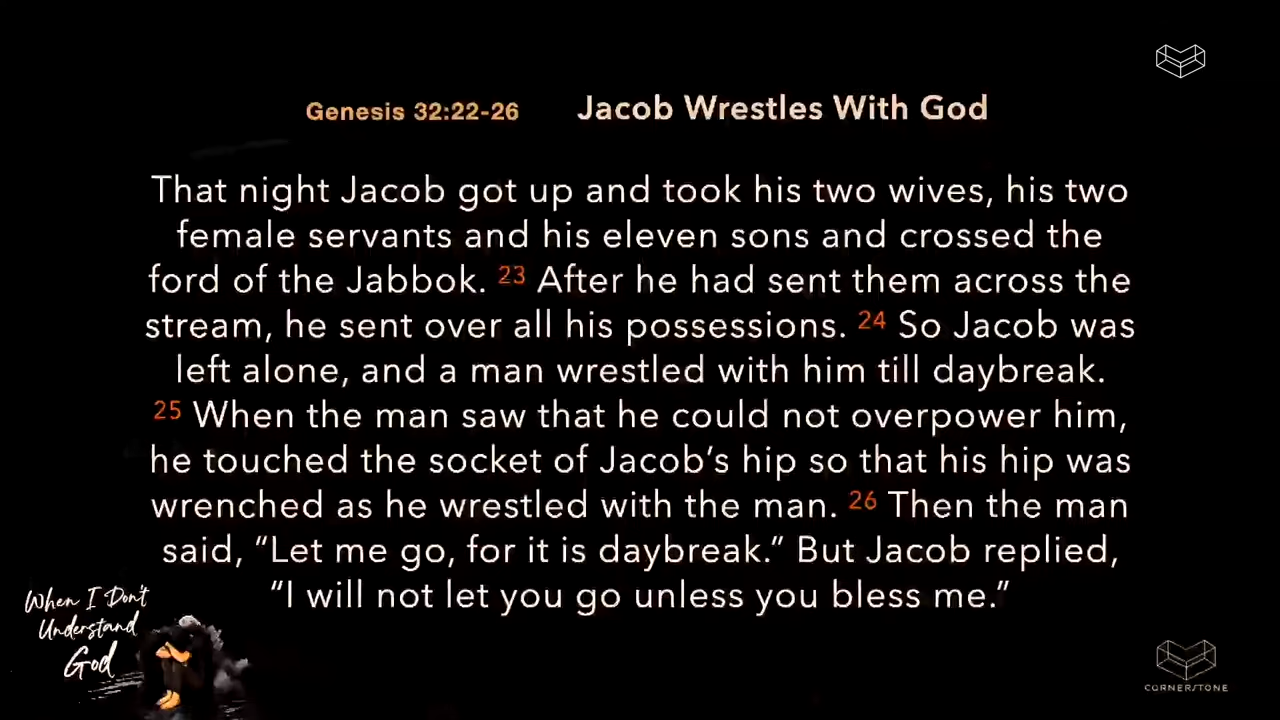 Genesis 32:22-26 Jacob Wrestles With God
That night Jacob got up and took his two wives, his two
female servants and his eleven sons and crossed the
ford of the Jabbok. 23 After he had sent them across the
stream, he sent over all his possessions. 24 So Jacob was
left alone, and a man wrestled with him till daybreak.
25 When the man saw that he could not overpower him,
he touched the socket of Jacob’s hip so that his hip was
wrenched as he wrestled with the man. 26 Then the man
said, “Let me go, for it is daybreak.” But Jacob replied,
“I will not let you go unless you bless me.”
When I Don't
Understand
God
CORNERSTONE